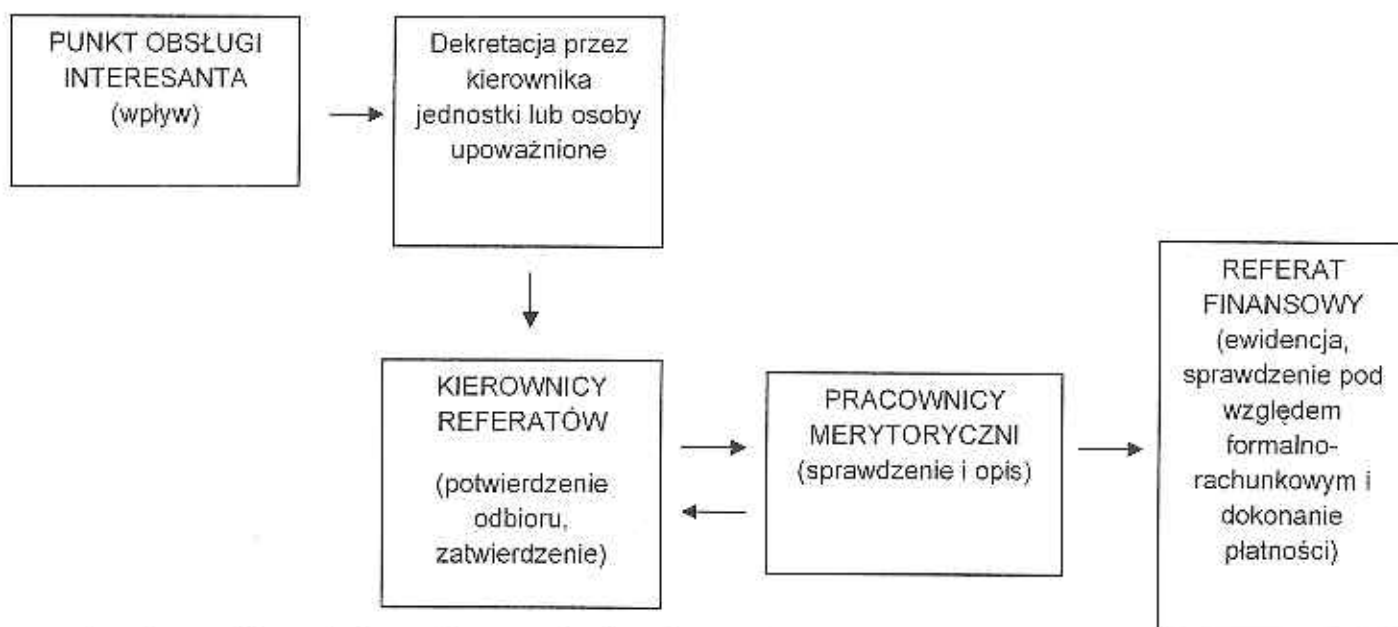 PUNKT OBSŁUGI
INTERESANTA
(wpływ)
Dekretacja przez
kierownika
jednostki lub osoby
upoważnione
KIEROWNICY
REFERATÓW
(potwierdzenie
odbioru,
zatwierdzenie)
PRACOWNICY
MERYTORYCZNI
(sprawdzenie i opis)
REFERAT
FINANSOWY
(ewidencja,
sprawdzenie pod
względem
formalno-
rachunkowym i
dokonanie
płatności)